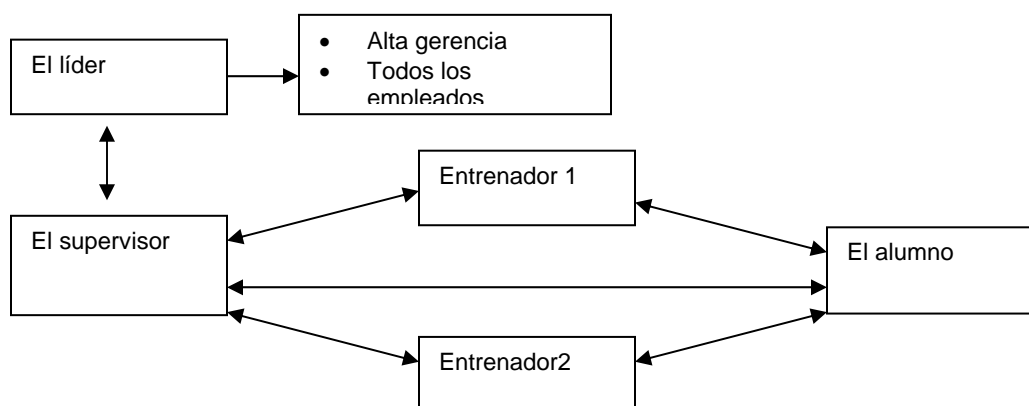 El líder
• Alta gerencia
• Todos los
empleados
Entrenador 1
El supervisor
El alumno
Entrenador2